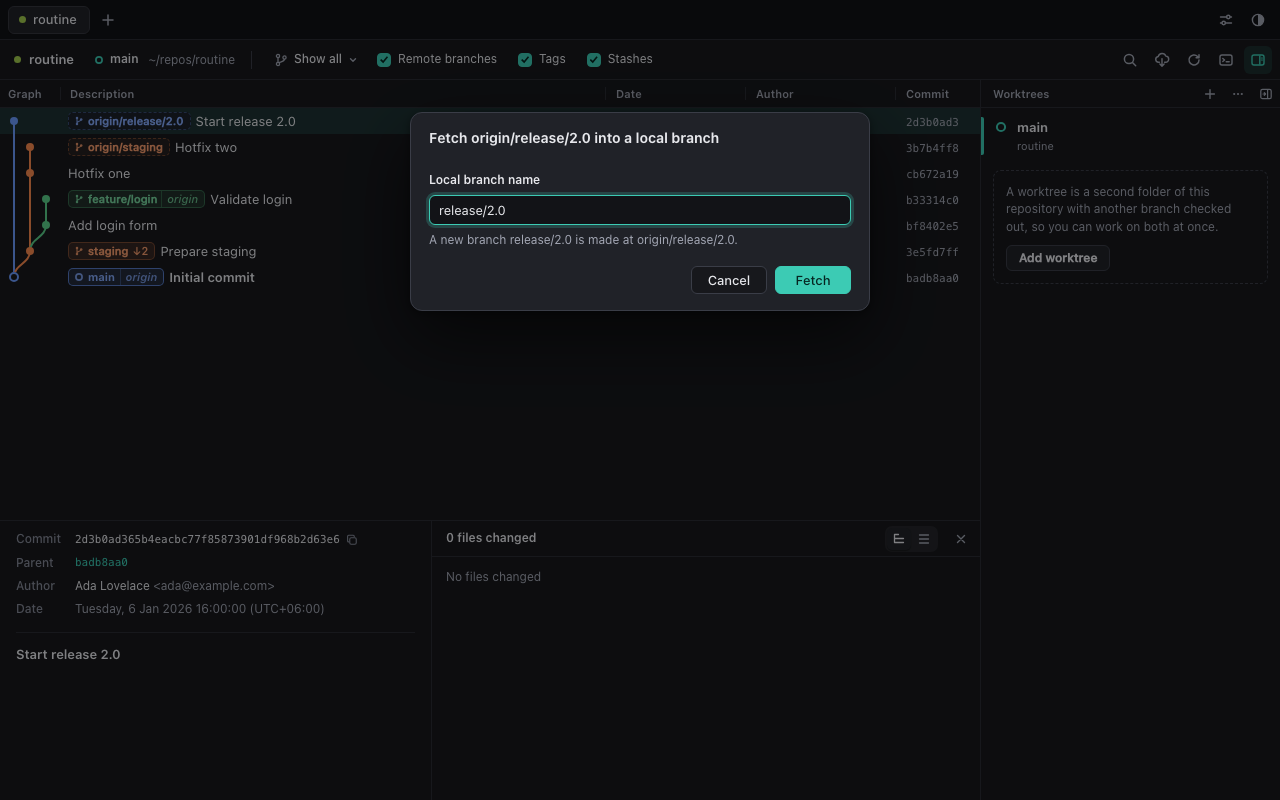 routine
routine main ~/repos/routine Show all Remote branches Tags Stashes
Graph Description Date Author Commit Worktrees
origin/release/2.0 Start release 2.0 2d3b0ad3
origin/staging Hotfix two 3b7b4ff8
Hotfix one cb672a19
feature/login origin Validate login b33314c0
Add login form bf8402e5
staging ↓2 Prepare staging 3e5fd7ff
main origin Initial commit badb8aa0
Fetch origin/release/2.0 into a local branch
Local branch name
release/2.0
A new branch release/2.0 is made at origin/release/2.0.
Cancel Fetch
main
routine
A worktree is a second folder of this
repository with another branch checked
out, so you can work on both at once.
Add worktree
Commit 2d3b0ad365b4eacbc77f85873901df968b2d63e6
Parent badb8aa0
Author Ada Lovelace <ada@example.com>
Date Tuesday, 6 Jan 2026 16:00:00 (UTC+06:00)
Start release 2.0
0 files changed
No files changed